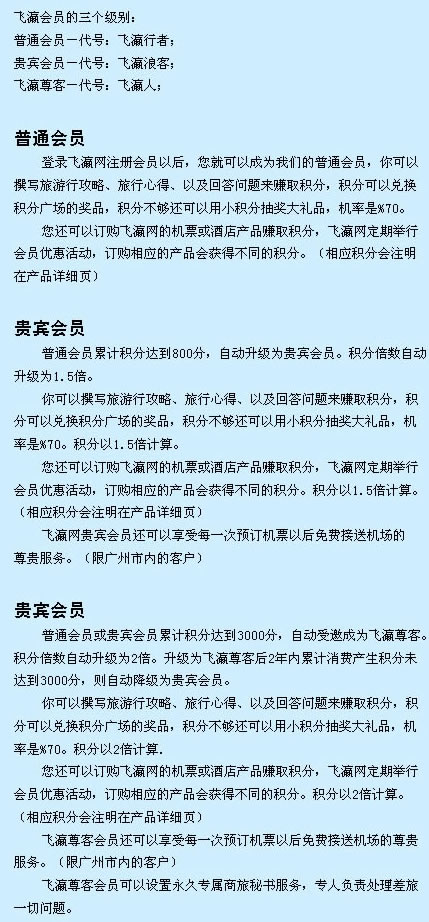 飞瀛会员的三个级别：
普通会员—代号：飞瀛行者；
贵宾会员—代号：飞瀛浪客；
飞瀛尊客—代号：飞瀛人；
普通会员
登录飞瀛网注册会员以后，您就可以成为我们的普通会员，你可以
撰写旅游行攻略、旅行心得、以及回答问题来赚取积分，积分可以兑换
积分广场的奖品，积分不够还可以用小积分抽奖大礼品，机率是%70。
您还可以订购飞瀛网的机票或酒店产品赚取积分，飞瀛网定期举行
会员优惠活动，订购相应的产品会获得不同的积分。（相应积分会注明
在产品详细页）
贵宾会员
普通会员累计积分达到800分，自动升级为贵宾会员。积分倍数自动
升级为1.5倍。
你可以撰写旅游行攻略、旅行心得、以及回答问题来赚取积分，积
分可以兑换积分广场的奖品，积分不够还可以用小积分抽奖大礼品，机
率是%70。积分以1.5倍计算。
您还可以订购飞瀛网的机票或酒店产品赚取积分，飞瀛网定期举行
会员优惠活动，订购相应的产品会获得不同的积分。积分以1.5倍计算。
（相应积分会注明在产品详细页）
飞瀛网贵宾会员还可以享受每一次预订机票以后免费接送机场的
尊贵服务。（限广州市内的客户）
贵宾会员
普通会员或贵宾会员累计积分达到3000分，自动受邀成为飞瀛尊客。
积分倍数自动升级为2倍。升级为飞瀛尊客后2年内累计消费产生积分未
达到3000分，则自动降级为贵宾会员。
你可以撰写旅游行攻略、旅行心得、以及回答问题来赚取积分，积
分可以兑换积分广场的奖品，积分不够还可以用小积分抽奖大礼品，机
率是%70。积分以2倍计算.
您还可以订购飞瀛网的机票或酒店产品赚取积分，飞瀛网定期举行
会员优惠活动，订购相应的产品会获得不同的积分。积分以2倍计算。
（相应积分会注明在产品详细页）
飞瀛尊客会员还可以享受每一次预订机票以后免费接送机场的尊贵
服务。（限广州市内的客户）
飞瀛尊客会员可以设置永久专属商旅秘书服务，专人负责处理差旅
一切问题。